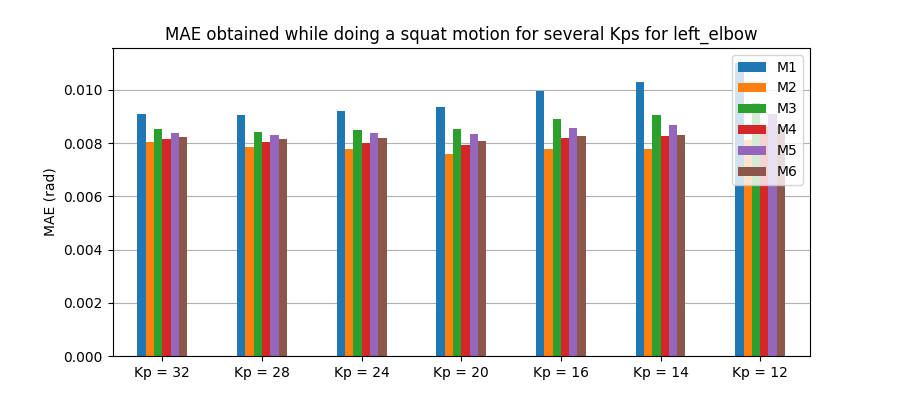 MAE obtained while doing a squat motion for several Kps for left_elbow
MAE (rad)
0.010
0.008
0.006
0.004
0.002
0.000
Kp = 32
Kp = 28
Kp = 24
Kp = 20
Kp = 16
Kp = 14
Kp = 12
M1
M2
M3
M4
M5
M6